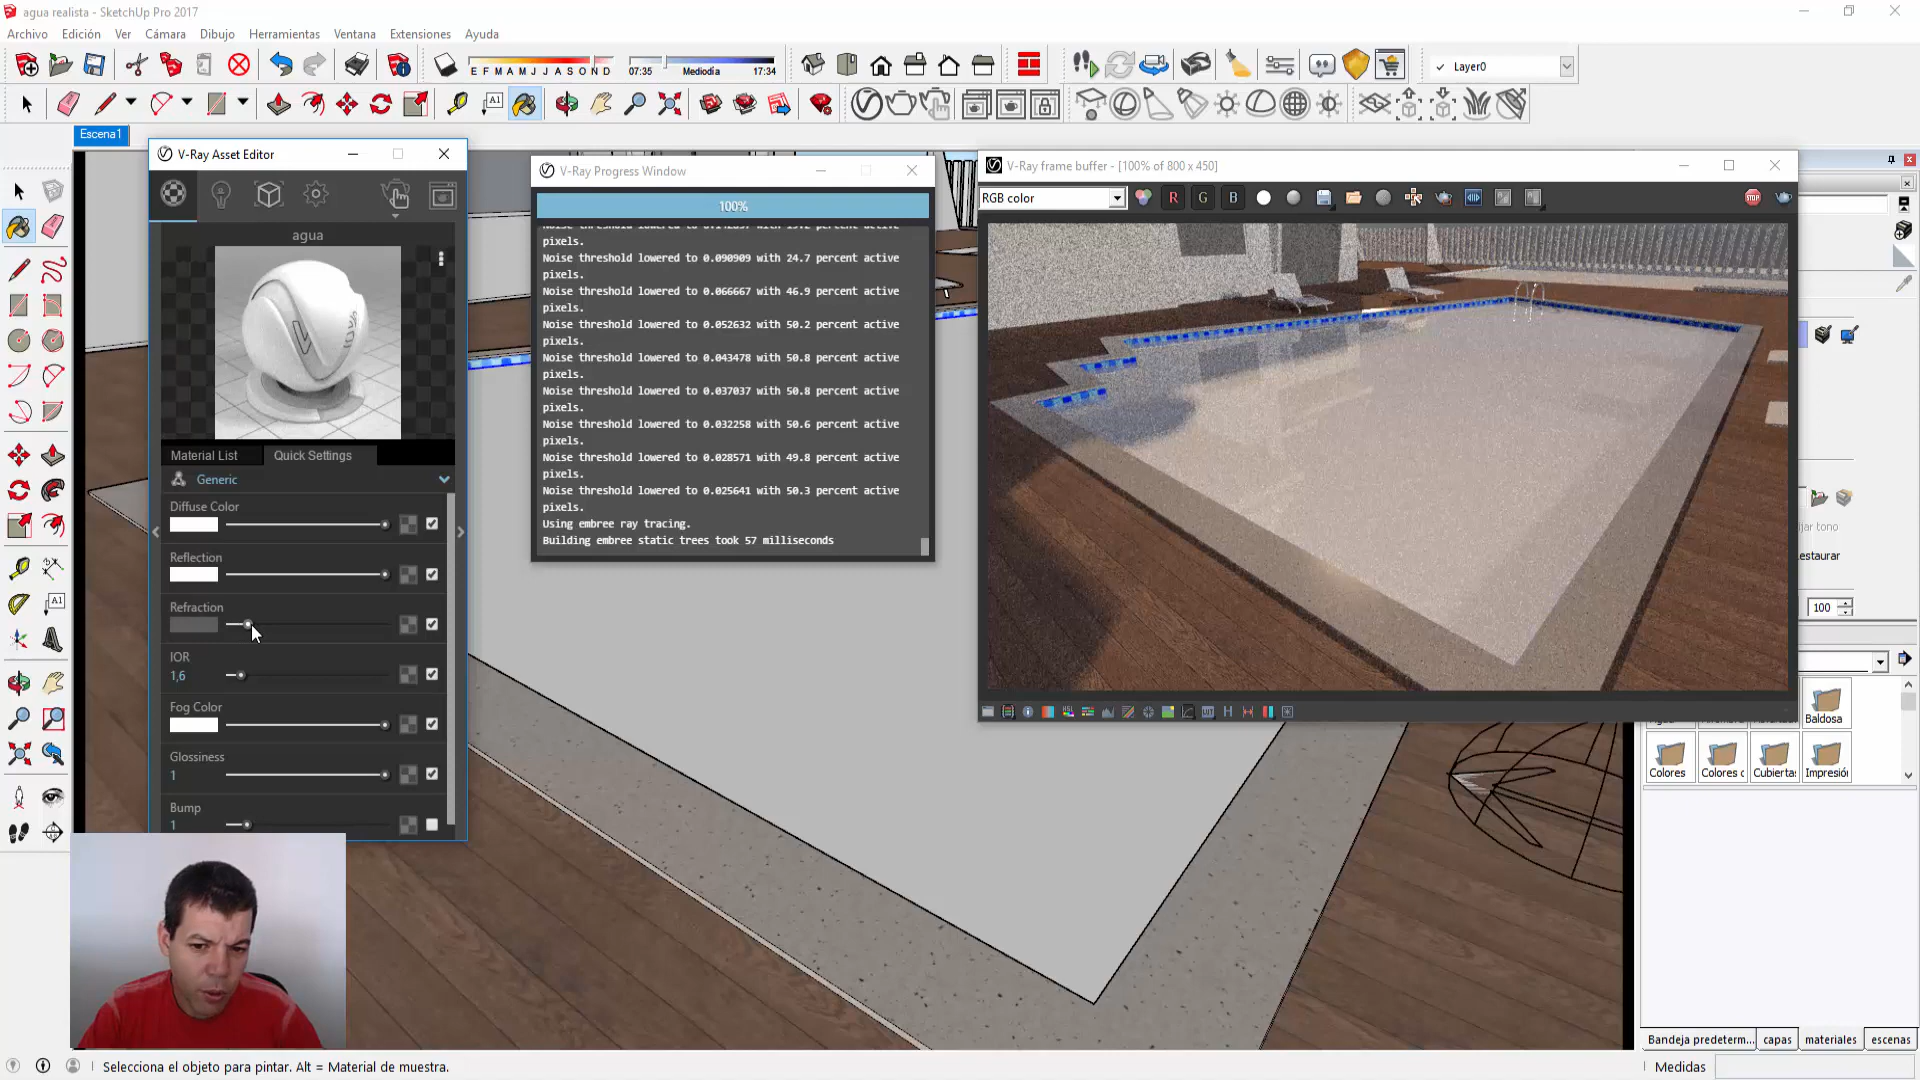 agua realista - SketchUp Pro 2017
Archivo Edición Ver Cámara Dibujo Herramientas Ventana Extensiones Ayuda
E F M A M J J A S O N D
07:35 Mediodía 17:34
Layer0
A1
Escena1
V-Ray Asset Editor
agua
Material List Quick Settings
Generic
Diffuse Color
Reflection
Refraction
IOR
1,6
Fog Color
Glossiness
1
Bump
1
V-Ray Progress Window
100%
pixels.
Noise threshold lowered to 0.090909 with 24.7 percent active
pixels.
Noise threshold lowered to 0.066667 with 46.9 percent active
pixels.
Noise threshold lowered to 0.052632 with 50.2 percent active
pixels.
Noise threshold lowered to 0.043478 with 50.8 percent active
pixels.
Noise threshold lowered to 0.037037 with 50.8 percent active
pixels.
Noise threshold lowered to 0.032258 with 50.6 percent active
pixels.
Noise threshold lowered to 0.028571 with 49.8 percent active
pixels.
Noise threshold lowered to 0.025641 with 50.3 percent active
pixels.
Using embree ray tracing.
Building embree static trees took 57 milliseconds
V-Ray frame buffer - [100% of 800 x 450]
RGB color
R G B
STOP
H
A1
jar tono
estaurar
100
Baldosa
Colores Colores c Cubiertas Impresión
Bandeja predeterm... capas materiales escenas
Selecciona el objeto para pintar. Alt = Material de muestra.
Medidas